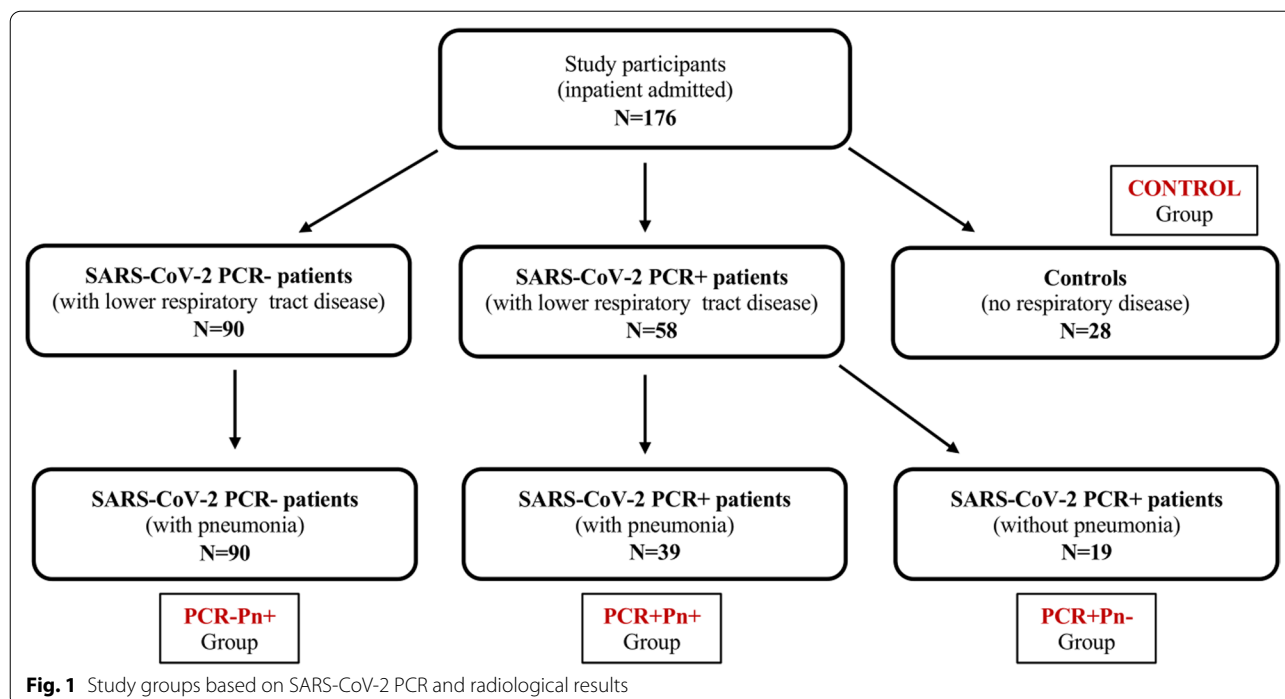 Study participants
(inpatient admitted)
N=176
CONTROL
Group
SARS-CoV-2 PCR- patients
(with lower respiratory tract disease)
N=90
SARS-CoV-2 PCR+ patients
(with lower respiratory tract disease)
N=58
Controls
(no respiratory disease)
N=28
SARS-CoV-2 PCR- patients
(with pneumonia)
N=90
SARS-CoV-2 PCR+ patients
(with pneumonia)
N=39
SARS-CoV-2 PCR+ patients
(without pneumonia)
N=19
PCR-Pn+
Group
PCR+Pn+
Group
PCR+Pn-
Group
Fig. 1 Study groups based on SARS-CoV-2 PCR and radiological results